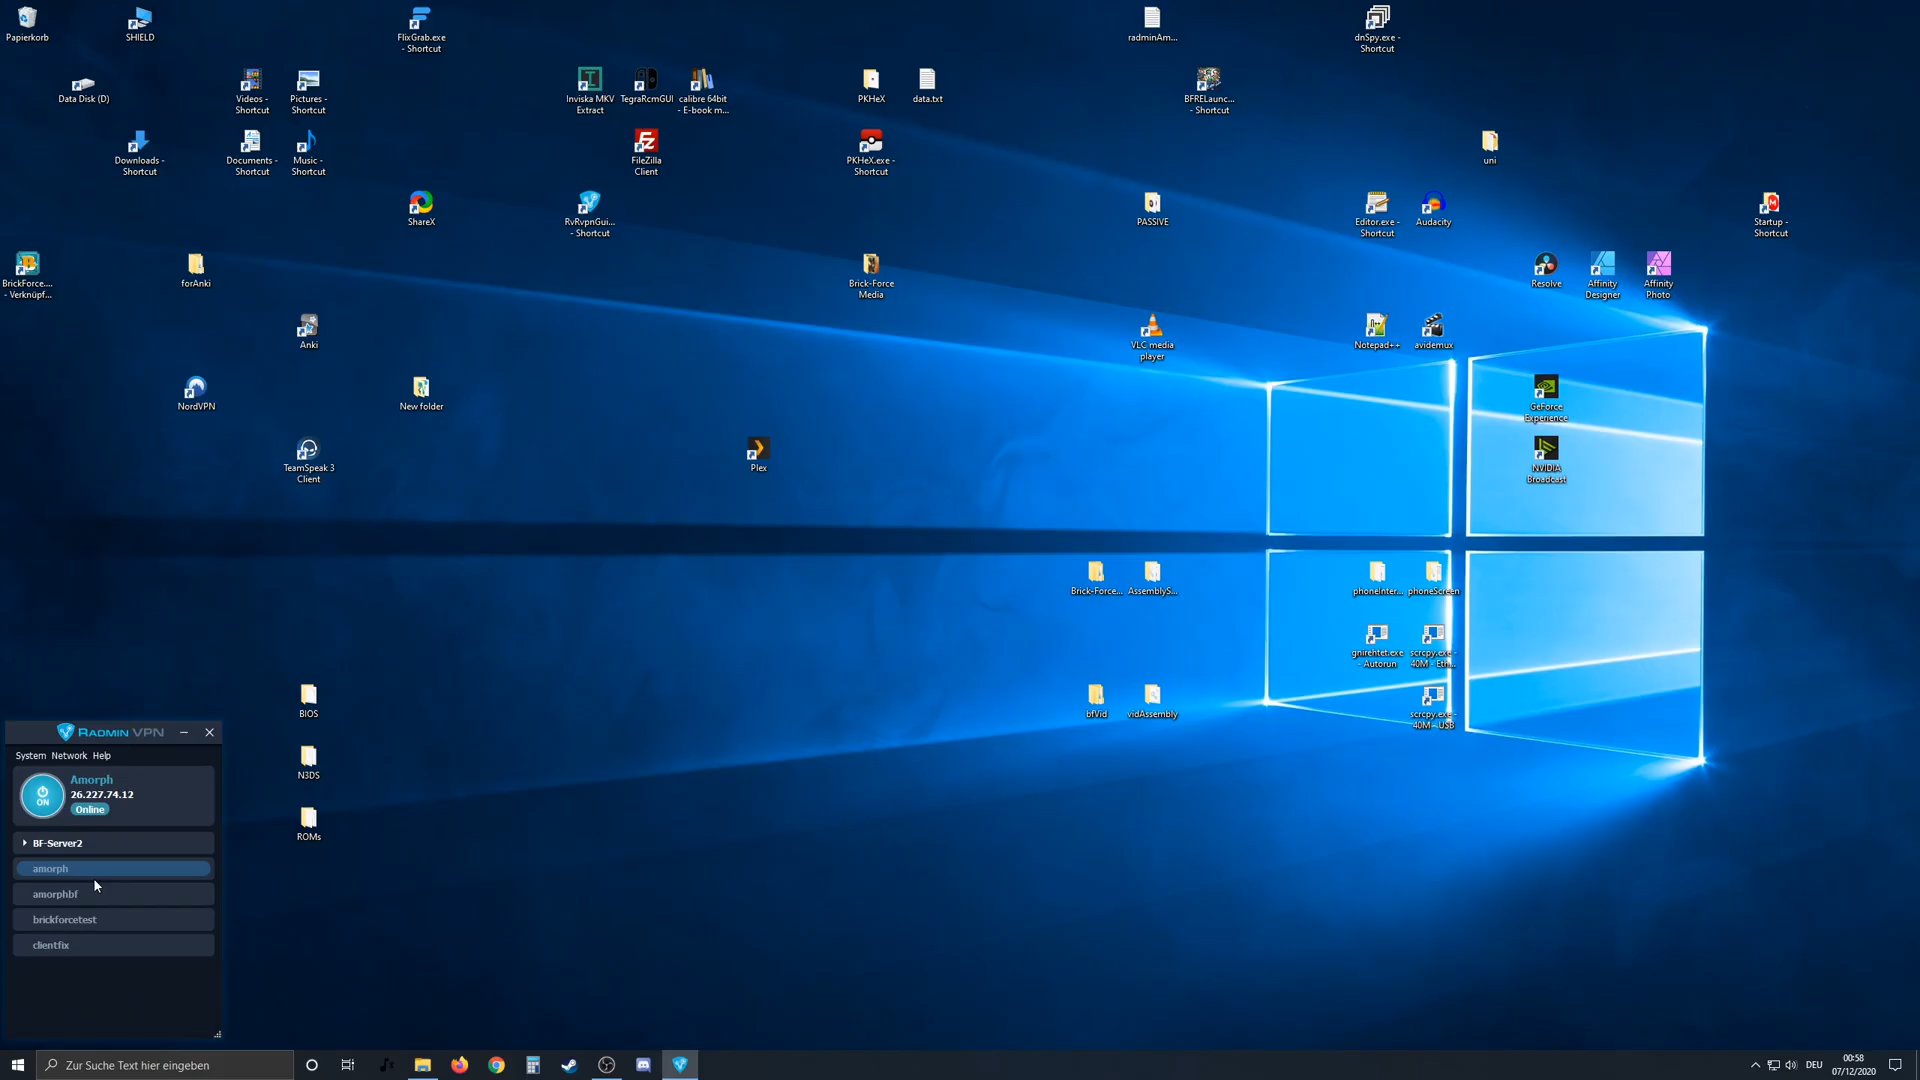 Papierkorb
SHIELD
FlixGrab.exe
- Shortcut
radminAm...
dnSpy.exe -
Shortcut
Data Disk (D)
Videos -
Shortcut
Pictures -
Shortcut
Inviska MKV
Extract
TegraRcmGUI
calibre 64bit
- E-book m...
PKHeX
data.txt
BFRELaunc...
- Shortcut
Downloads -
Shortcut
Documents -
Shortcut
Music -
Shortcut
FileZilla
Client
PKHeX.exe -
Shortcut
uni
ShareX
RvRvpnGui...
- Shortcut
PASSIVE
Editor.exe -
Shortcut
Audacity
Startup -
Shortcut
BrickForce....
- Verknüpf...
forAnki
Brick-Force
Media
Resolve
Affinity
Designer
Affinity
Photo
Anki
VLC media
player
Notepad++
avidemux
NordVPN
New folder
GeForce
Experience
TeamSpeak 3
Client
Plex
NVIDIA
Broadcast
Brick-Force...
AssemblyS...
phoneInter...
phoneScreen
gnirehtet.exe
- Autorun
scrcpy.exe -
40M - Eth...
BIOS
bfVid
vidAssembly
scrcpy.exe -
40M - USB
N3DS
ROMs
RADMIN VPN
System Network Help
Amorph
26.227.74.12
ON
Online
BF-Server2
amorph
amorphbf
brickforcetest
clientfix
Zur Suche Text hier eingeben
DEU
00:58
07/12/2020